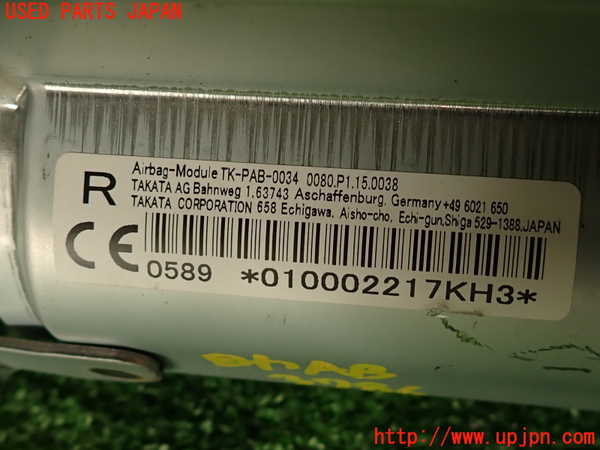 USED PARTS JAPAN
R
Airbag-Module TK-PAB-0034 0080.P1.15.0038
TAKATA AG Bahnweg 1,63743 Aschaffenburg, Germany+49 6021 650
TAKATA CORPORATION 658 Echigawa, Aisho-cho, Echi-gun,Shiga 529-1388,JAPAN
CE
0589 *010002217KH3*
http://www.upjpn.com/